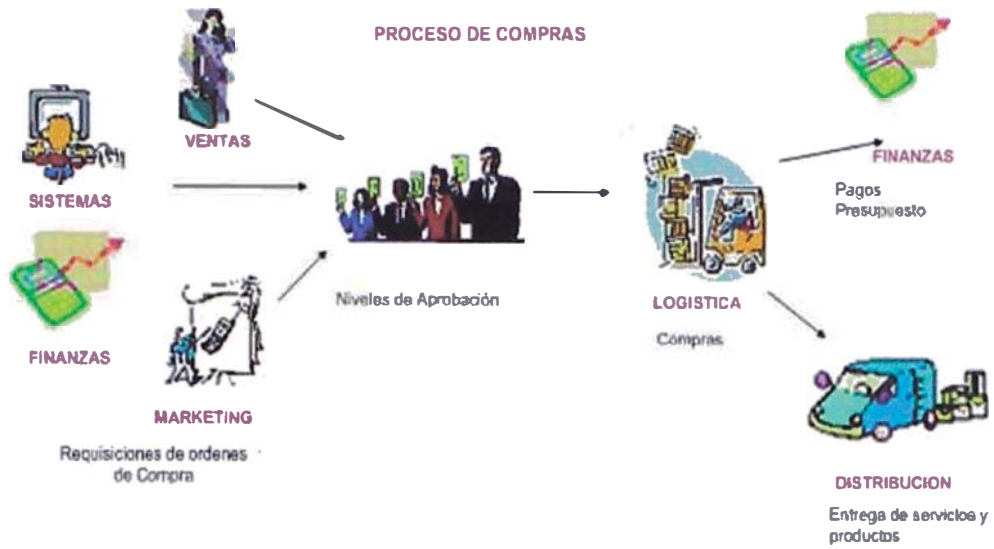 PROCESO DE COMPRAS
VENTAS
SISTEMAS
FINANZAS
MARKETING
Requisiciones de ordenes
de Compra
Niveles de Aprobación
LOGISTICA
Compras
FINANZAS
Pagos
Presupuesto
DISTRIBUCION
Entrega de servicios y
productos